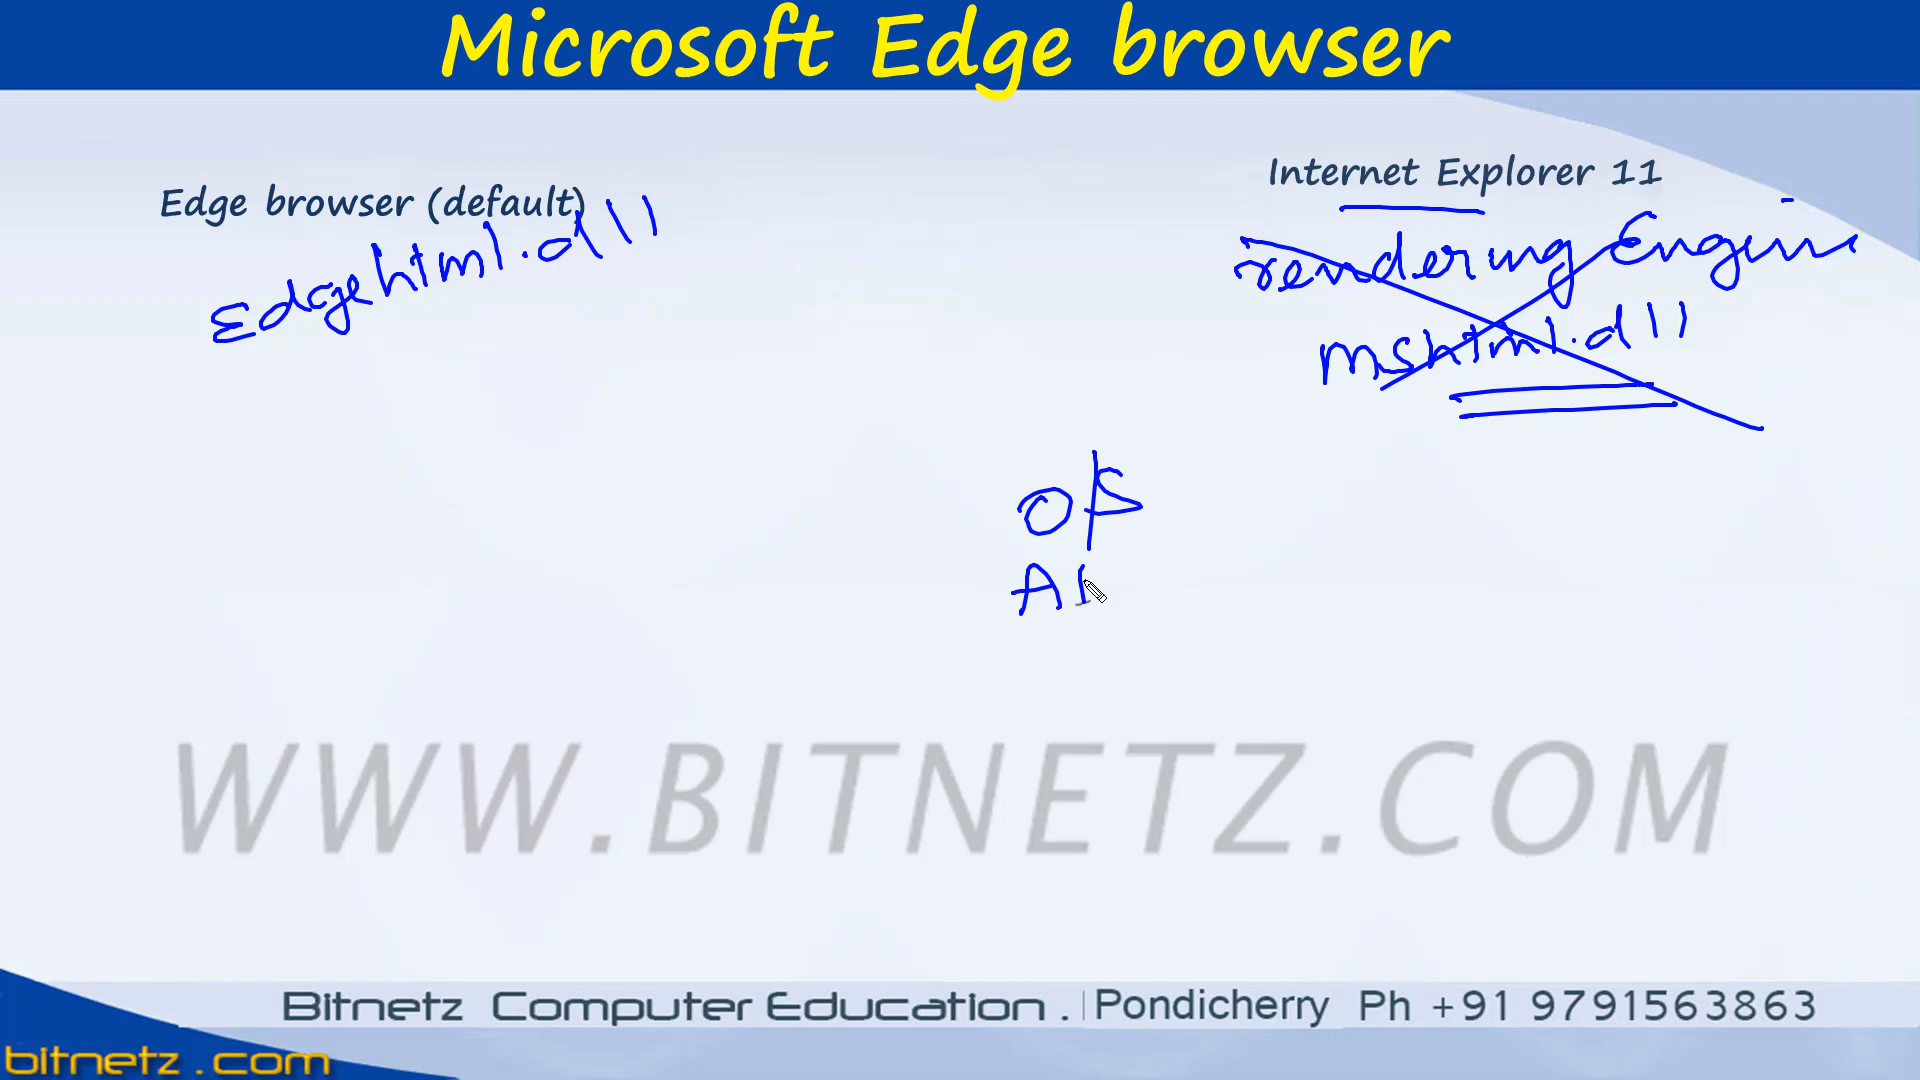 Microsoft Edge browser
Edge browser (default)
Edgehtml.dll
Internet Explorer 11
rendering Engine
mshtml.dll
O/S
A
WWW.BITNETZ.COM
Bitnetz Computer Education . | Pondicherry Ph +91 9791563863
bitnetz .com